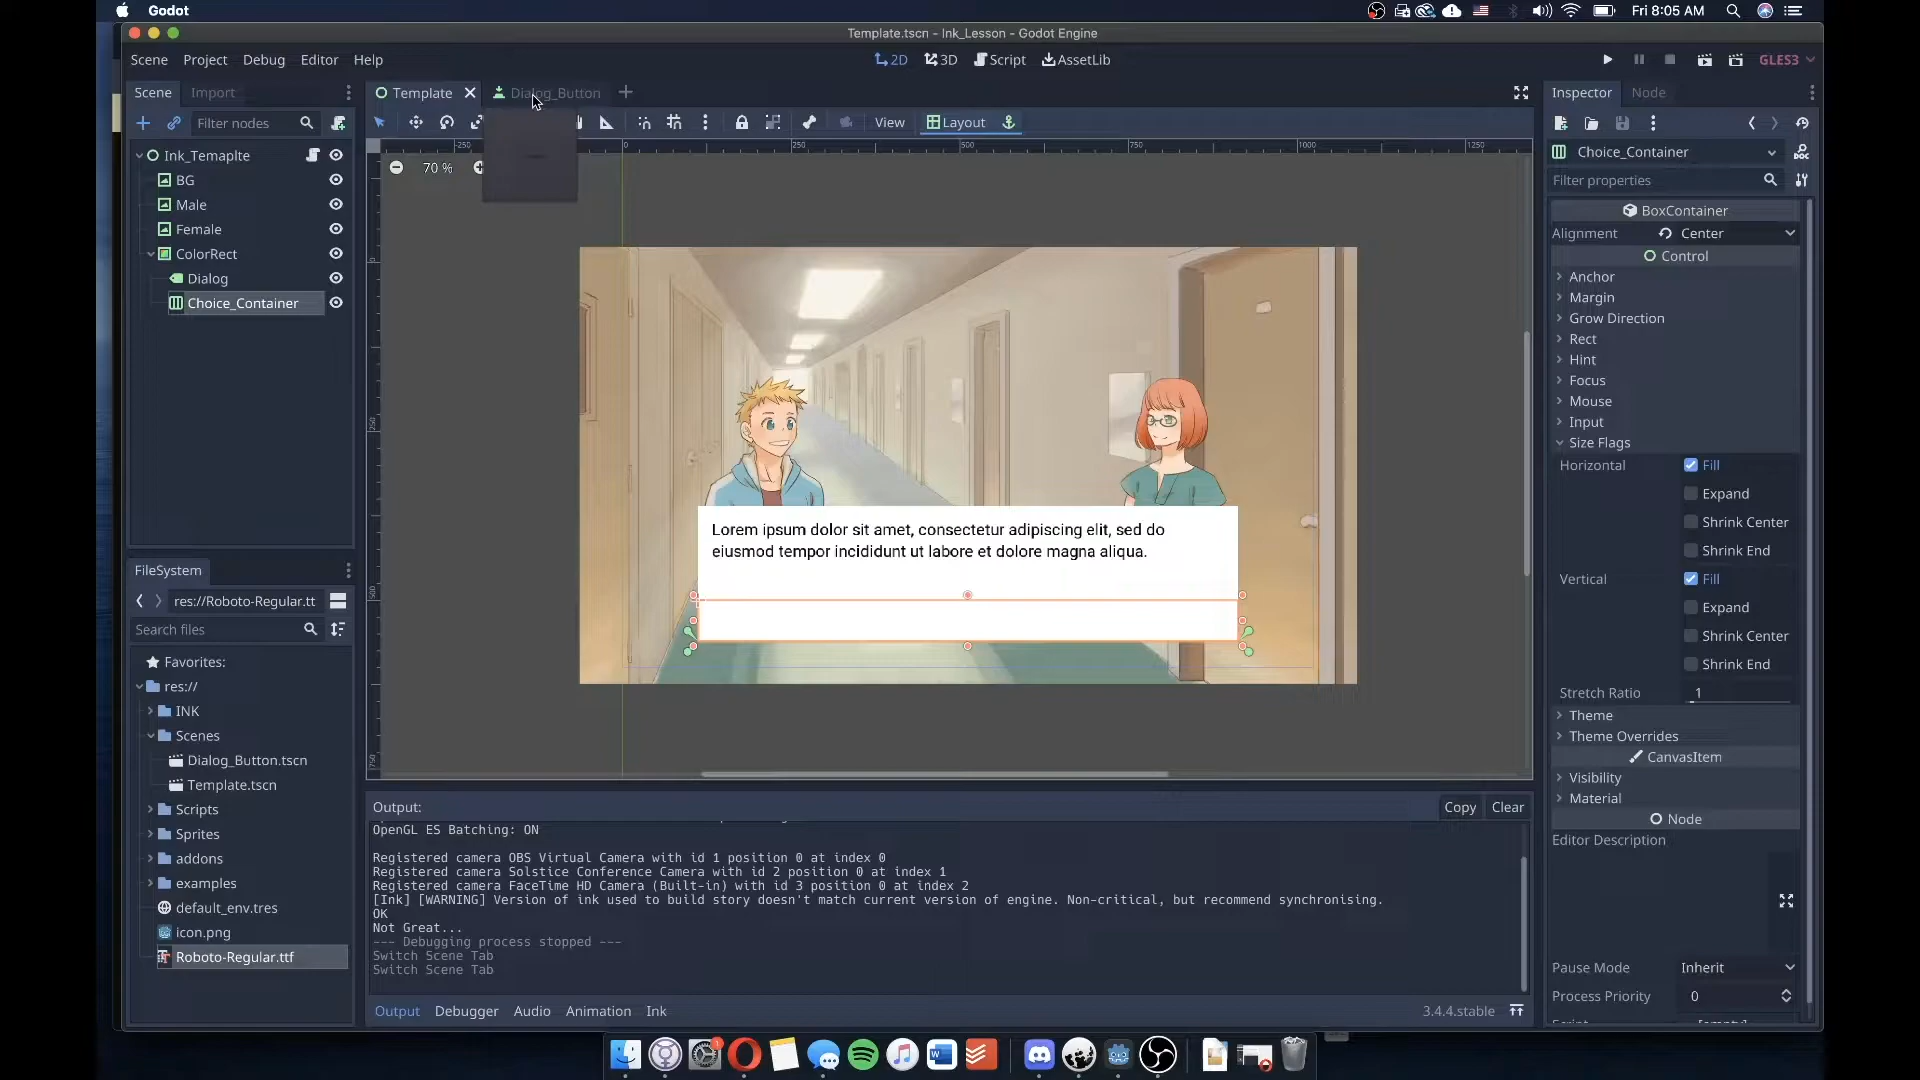 Godot
Fri 8:05 AM
Template.tscn - Ink_Lesson - Godot Engine
Scene Project Debug Editor Help
2D 3D Script AssetLib
GLES3
Scene Import
Template Dialog_Button
Inspector Node
Filter nodes
View Layout
Ink_Temaplte
BG
Male
Female
ColorRect
Dialog
Choice_Container
-250 0 250 500 750 1000 1250
70 %
0
250
500
750
Lorem ipsum dolor sit amet, consectetur adipiscing elit, sed do
eiusmod tempor incididunt ut labore et dolore magna aliqua.
FileSystem
res://Roboto-Regular.tt
Search files
Favorites:
res://
INK
Scenes
Dialog_Button.tscn
Template.tscn
Scripts
Sprites
addons
examples
default_env.tres
icon.png
Roboto-Regular.ttf
Output: Copy Clear
OpenGL ES Batching: ON
Registered camera OBS Virtual Camera with id 1 position 0 at index 0
Registered camera Solstice Conference Camera with id 2 position 0 at index 1
Registered camera FaceTime HD Camera (Built-in) with id 3 position 0 at index 2
[Ink] [WARNING] Version of ink used to build story doesn't match current version of engine. Non-critical, but recommend synchronising.
OK
Not Great...
--- Debugging process stopped ---
Switch Scene Tab
Switch Scene Tab
Output Debugger Audio Animation Ink
3.4.4.stable
Choice_Container
Filter properties
BoxContainer
Alignment Center
Control
Anchor
Margin
Grow Direction
Rect
Hint
Focus
Mouse
Input
Size Flags
Horizontal Fill
Expand
Shrink Center
Shrink End
Vertical Fill
Expand
Shrink Center
Shrink End
Stretch Ratio 1
Theme
Theme Overrides
CanvasItem
Visibility
Material
Node
Editor Description
Pause Mode Inherit
Process Priority 0